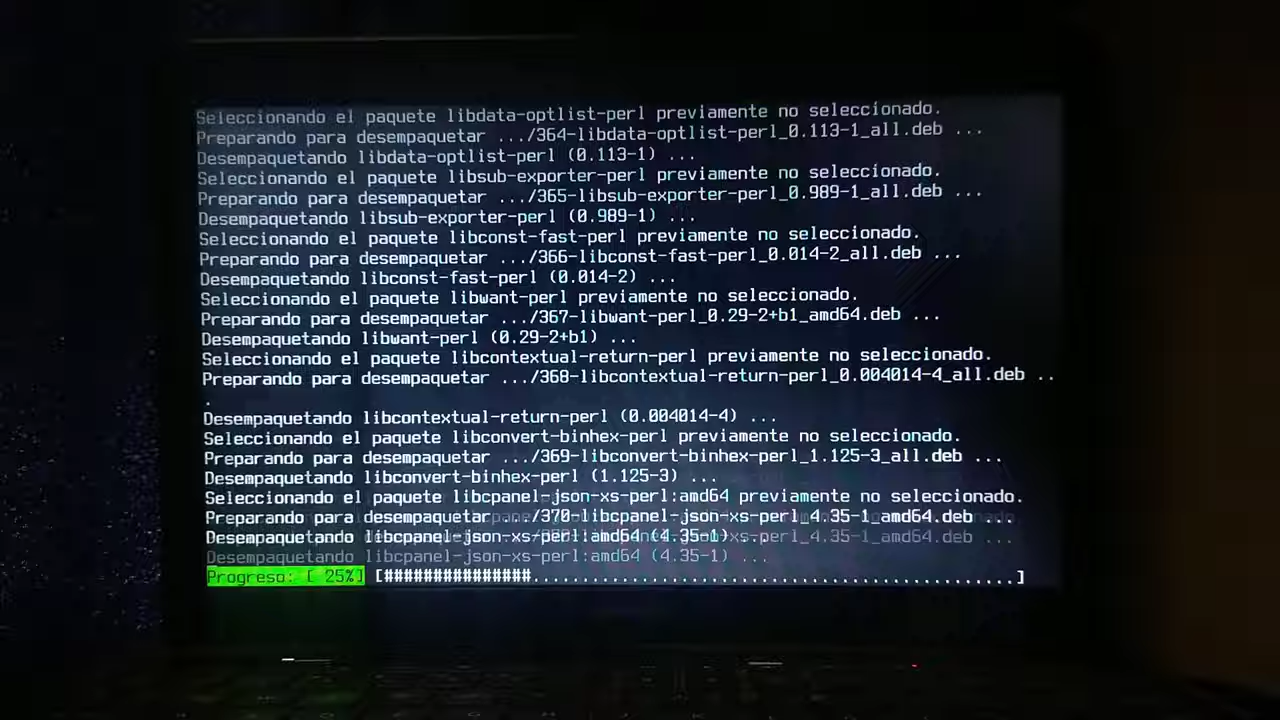 Seleccionando el paquete libdata-optlist-perl previamente no seleccionado.
Preparando para desempaquetar .../364-libdata-optlist-perl_0.113-1_all.deb ...
Desempaquetando libdata-optlist-perl (0.113-1) ...
Seleccionando el paquete libsub-exporter-perl previamente no seleccionado.
Preparando para desempaquetar .../365-libsub-exporter-perl_0.989-1_all.deb ...
Desempaquetando libsub-exporter-perl (0.989-1) ...
Seleccionando el paquete libconst-fast-perl previamente no seleccionado.
Preparando para desempaquetar .../366-libconst-fast-perl_0.014-2_all.deb ...
Desempaquetando libconst-fast-perl (0.014-2) ...
Seleccionando el paquete libwant-perl previamente no seleccionado.
Preparando para desempaquetar .../367-libwant-perl_0.29-2+b1_amd64.deb ...
Desempaquetando libwant-perl (0.29-2+b1) ...
Seleccionando el paquete libcontextual-return-perl previamente no seleccionado.
Preparando para desempaquetar .../368-libcontextual-return-perl_0.004014-4_all.deb ..
.
Desempaquetando libcontextual-return-perl (0.004014-4) ...
Seleccionando el paquete libconvert-binhex-perl previamente no seleccionado.
Preparando para desempaquetar .../369-libconvert-binhex-perl_1.125-3_all.deb ...
Desempaquetando libconvert-binhex-perl (1.125-3) ...
Seleccionando el paquete libcpanel-json-xs-perl:amd64 previamente no seleccionado.
Preparando para desempaquetar .../370-libcpanel-json-xs-perl_4.35-1_amd64.deb ...
Desempaquetando libcpanel-json-xs-perl:amd64 (4.35-1) ...
Desempaquetando libcpanel-json-xs-perl:amd64 (4.35-1) ...
Progreso: [ 25%] [###############.................................................]